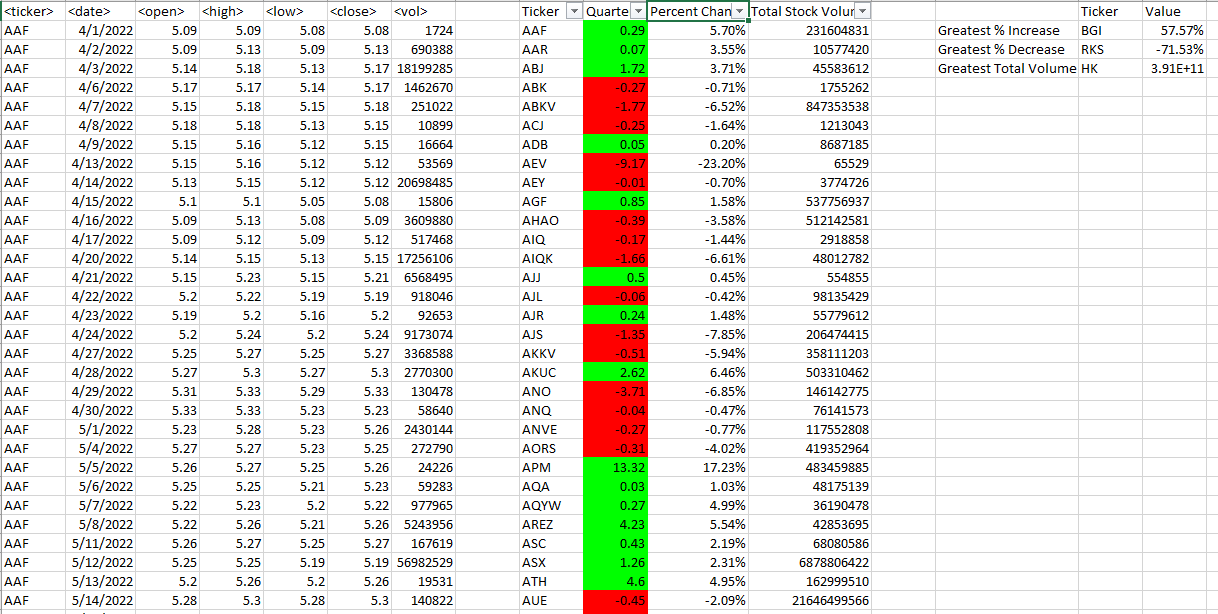 <ticker> <date> <open> <high> <low> <close> <vol> Ticker Quarte Percent Chan Total Stock Volur Ticker Value
AAF 4/1/2022 5.09 5.09 5.08 5.08 1724 AAF 0.29 5.70% 231604831 Greatest % Increase BGI 57.57%
AAF 4/2/2022 5.09 5.13 5.09 5.13 690388 AAR 0.07 3.55% 10577420 Greatest % Decrease RKS -71.53%
AAF 4/3/2022 5.14 5.18 5.13 5.17 18199285 ABJ 1.72 3.71% 45583612 Greatest Total Volume HK 3.91E+11
AAF 4/6/2022 5.17 5.17 5.14 5.17 1462670 ABK -0.27 -0.71% 1755262
AAF 4/7/2022 5.15 5.18 5.15 5.18 251022 ABKV -1.77 -6.52% 847353538
AAF 4/8/2022 5.18 5.18 5.13 5.15 10899 ACJ -0.25 -1.64% 1213043
AAF 4/9/2022 5.15 5.16 5.12 5.15 16664 ADB 0.05 0.20% 8687185
AAF 4/13/2022 5.15 5.16 5.12 5.12 53569 AEV -9.17 -23.20% 65529
AAF 4/14/2022 5.13 5.15 5.12 5.12 20698485 AEY -0.01 -0.70% 3774726
AAF 4/15/2022 5.1 5.1 5.05 5.08 15806 AGF 0.85 1.58% 537756937
AAF 4/16/2022 5.09 5.13 5.08 5.09 3609880 AHAO -0.39 -3.58% 512142581
AAF 4/17/2022 5.09 5.12 5.09 5.12 517468 AIQ -0.17 -1.44% 2918858
AAF 4/20/2022 5.14 5.15 5.13 5.15 17256106 AIQK -1.66 -6.61% 48012782
AAF 4/21/2022 5.15 5.23 5.15 5.21 6568495 AJJ 0.5 0.45% 554855
AAF 4/22/2022 5.2 5.22 5.19 5.19 918046 AJL -0.06 -0.42% 98135429
AAF 4/23/2022 5.19 5.2 5.16 5.2 92653 AJR 0.24 1.48% 55779612
AAF 4/24/2022 5.2 5.24 5.2 5.24 9173074 AJS -1.35 -7.85% 206474415
AAF 4/27/2022 5.25 5.27 5.25 5.27 3368588 AKKV -0.51 -5.94% 358111203
AAF 4/28/2022 5.27 5.3 5.27 5.3 2770300 AKUC 2.62 6.46% 503310462
AAF 4/29/2022 5.31 5.33 5.29 5.33 130478 ANO -3.71 -6.85% 146142775
AAF 4/30/2022 5.33 5.33 5.23 5.23 58640 ANQ -0.04 -0.47% 76141573
AAF 5/1/2022 5.23 5.28 5.23 5.26 2430144 ANVE -0.27 -0.77% 117552808
AAF 5/4/2022 5.27 5.27 5.23 5.25 272790 AORS -0.31 -4.02% 419352964
AAF 5/5/2022 5.26 5.27 5.25 5.26 24226 APM 13.32 17.23% 483459885
AAF 5/6/2022 5.25 5.25 5.21 5.23 59283 AQA 0.03 1.03% 48175139
AAF 5/7/2022 5.22 5.23 5.2 5.22 977965 AQYW 0.27 4.99% 36190478
AAF 5/8/2022 5.22 5.26 5.21 5.26 5243956 AREZ 4.23 5.54% 42853695
AAF 5/11/2022 5.26 5.27 5.25 5.27 167619 ASC 0.43 2.19% 68080586
AAF 5/12/2022 5.25 5.25 5.19 5.19 56982529 ASX 1.26 2.31% 6878806422
AAF 5/13/2022 5.2 5.26 5.2 5.26 19531 ATH 4.6 4.95% 162999510
AAF 5/14/2022 5.28 5.3 5.28 5.3 140822 AUE -0.45 -2.09% 21646499566